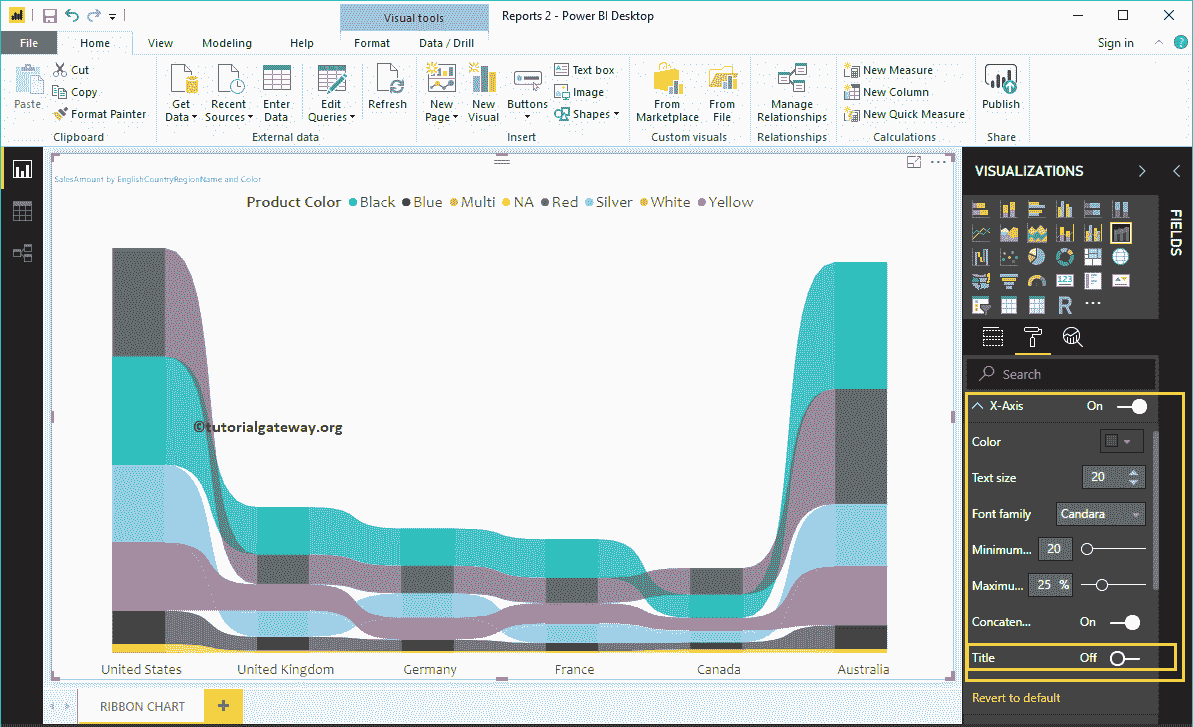 Visual tools
Reports 2 - Power BI Desktop
File Home View Modeling Help Format Data / Drill Sign in ?
Paste
Cut
Copy
Format Painter
Clipboard
Get Data
Recent Sources
Enter Data
Edit Queries
Refresh
External data
New Page
New Visual
Buttons
Text box
Image
Shapes
Insert
From Marketplace
From File
Custom visuals
Manage Relationships
Relationships
New Measure
New Column
New Quick Measure
Calculations
Publish
Share
SalesAmount by EnglishCountryRegionName and Color
Product Color Black Blue Multi NA Red Silver White Yellow
©tutorialgateway.org
United States United Kingdom Germany France Canada Australia
RIBBON CHART +
VISUALIZATIONS
FIELDS
123
R
Search
X-Axis On
Color
Text size 20
Font family Candara
Minimum... 20
Maximu... 25 %
Concaten... On
Title Off
Revert to default